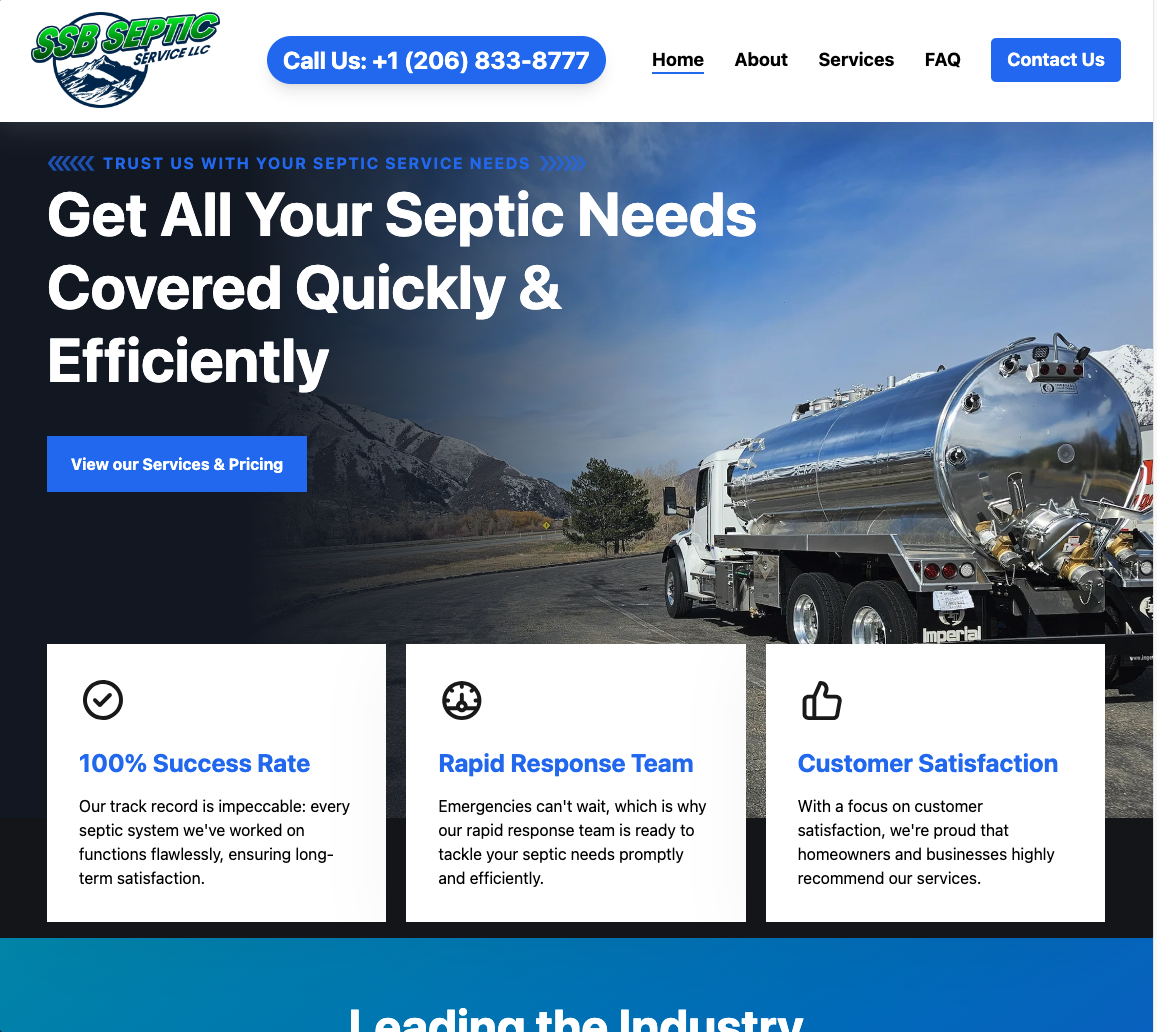 SSB SEPTIC
SERVICE LLC
Call Us: +1 (206) 833-8777
Home
About
Services
FAQ
Contact Us
TRUST US WITH YOUR SEPTIC SERVICE NEEDS
Get All Your Septic Needs
Covered Quickly &
Efficiently
View our Services & Pricing
Imperial
100% Success Rate
Our track record is impeccable: every
septic system we've worked on
functions flawlessly, ensuring long-
term satisfaction.
Rapid Response Team
Emergencies can't wait, which is why
our rapid response team is ready to
tackle your septic needs promptly
and efficiently.
Customer Satisfaction
With a focus on customer
satisfaction, we're proud that
homeowners and businesses highly
recommend our services.
Leading the Industry